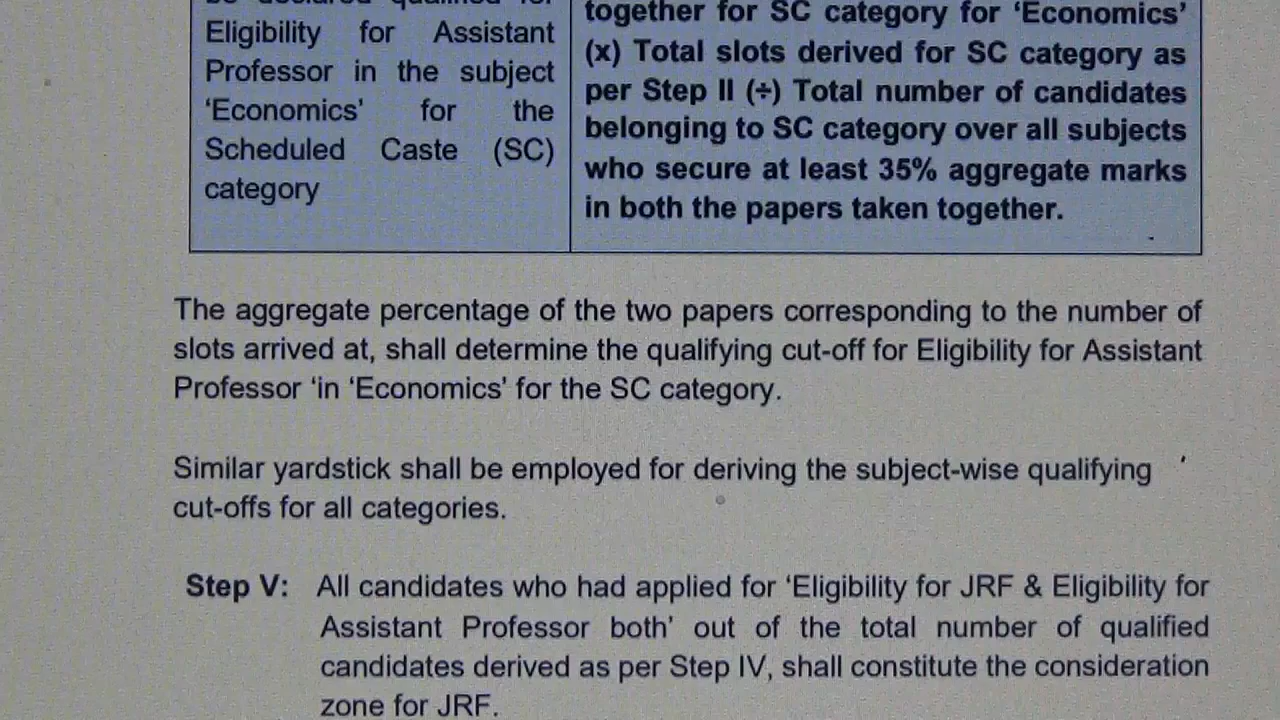 Eligibility for Assistant
Professor in the subject
‘Economics’ for the
Scheduled Caste (SC)
category
together for SC category for ‘Economics’
(x) Total slots derived for SC category as
per Step II (÷) Total number of candidates
belonging to SC category over all subjects
who secure at least 35% aggregate marks
in both the papers taken together.
The aggregate percentage of the two papers corresponding to the number of
slots arrived at, shall determine the qualifying cut-off for Eligibility for Assistant
Professor ‘in ‘Economics’ for the SC category.
Similar yardstick shall be employed for deriving the subject-wise qualifying
cut-offs for all categories.
Step V: All candidates who had applied for ‘Eligibility for JRF & Eligibility for
Assistant Professor both’ out of the total number of qualified
candidates derived as per Step IV, shall constitute the consideration
zone for JRF.